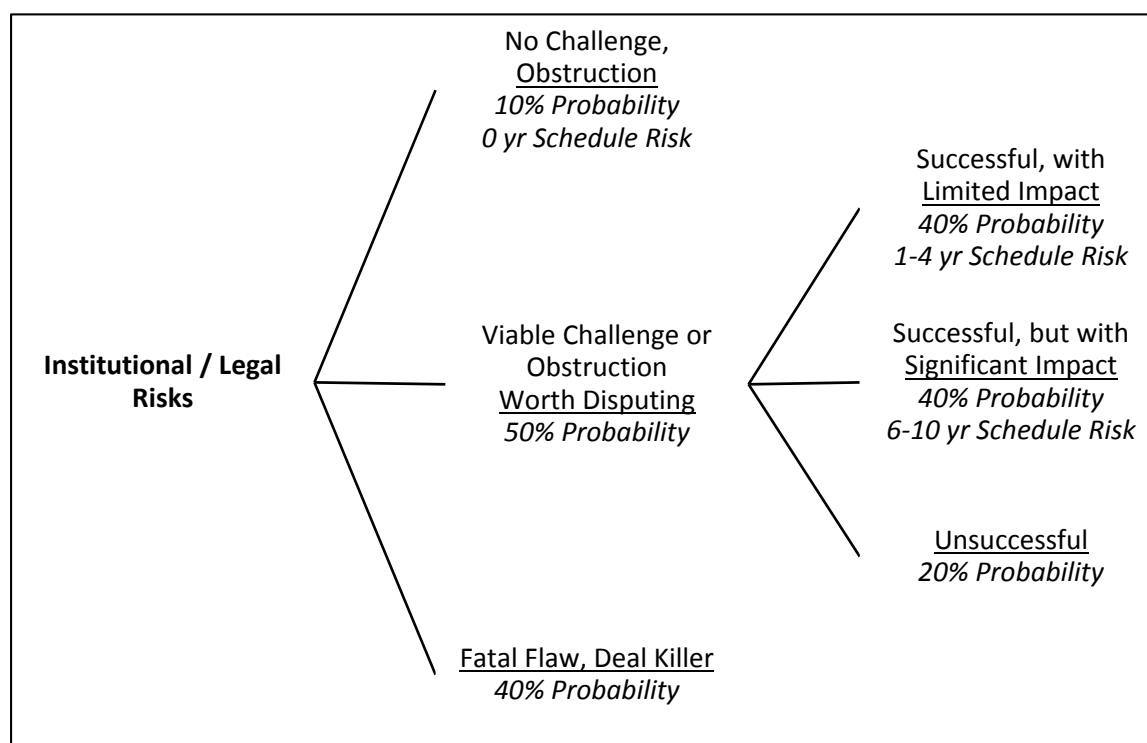 Institutional / Legal
Risks
No Challenge,
Obstruction
10% Probability
0 yr Schedule Risk
Viable Challenge or
Obstruction
Worth Disputing
50% Probability
Fatal Flaw, Deal Killer
40% Probability
Successful, with
Limited Impact
40% Probability
1-4 yr Schedule Risk
Successful, but with
Significant Impact
40% Probability
6-10 yr Schedule Risk
Unsuccessful
20% Probability